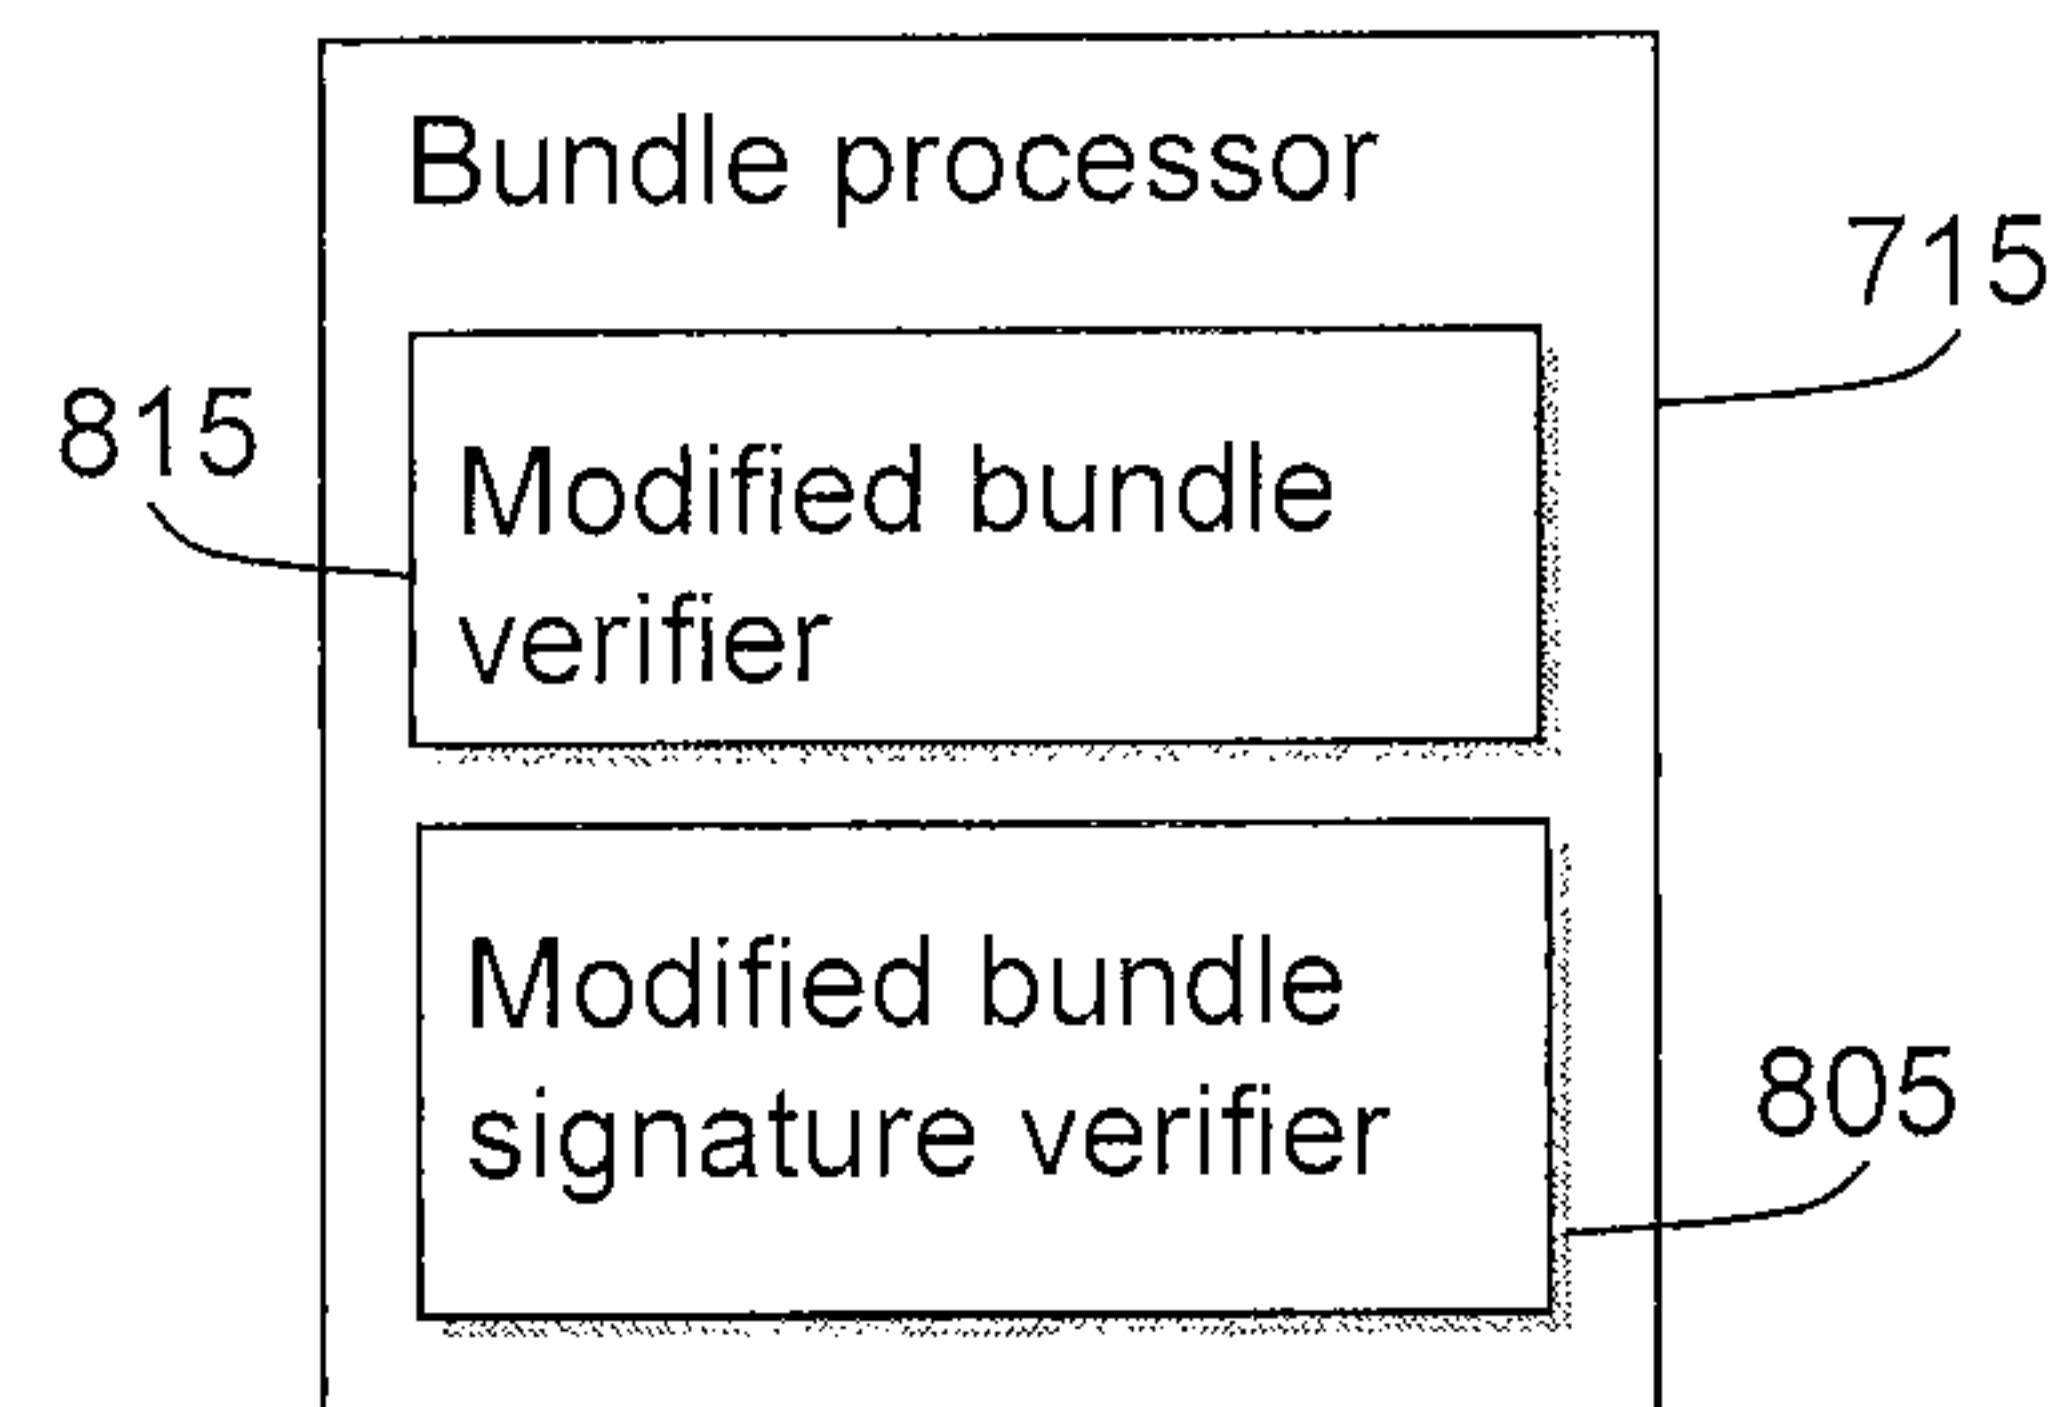 Bundle processor
715
815
Modified bundle
verifier
Modified bundle
signature verifier
805